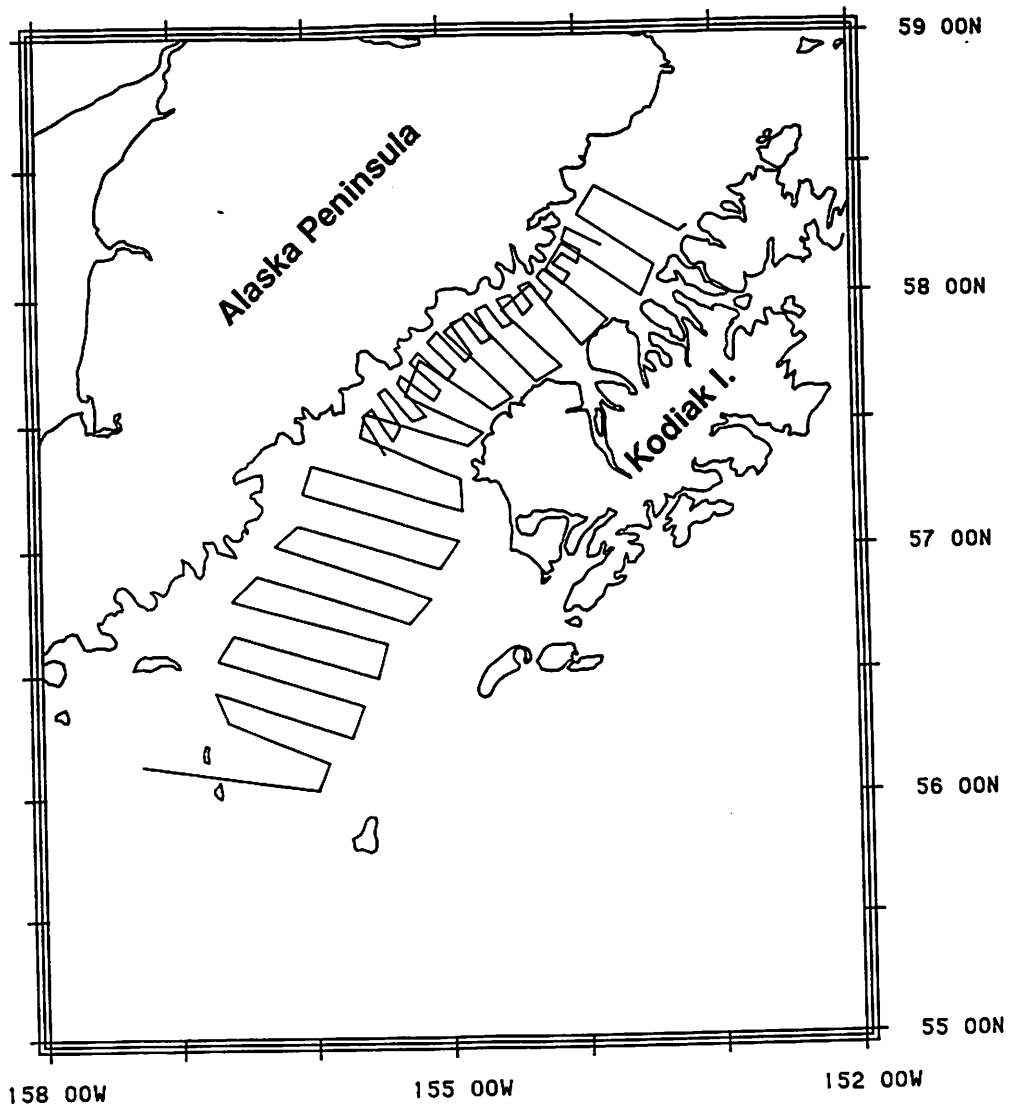 59 00N
Alaska Peninsula
58 00N
Kodiak I.
57 00N
56 00N
55 00N
158 00W
155 00W
152 00W